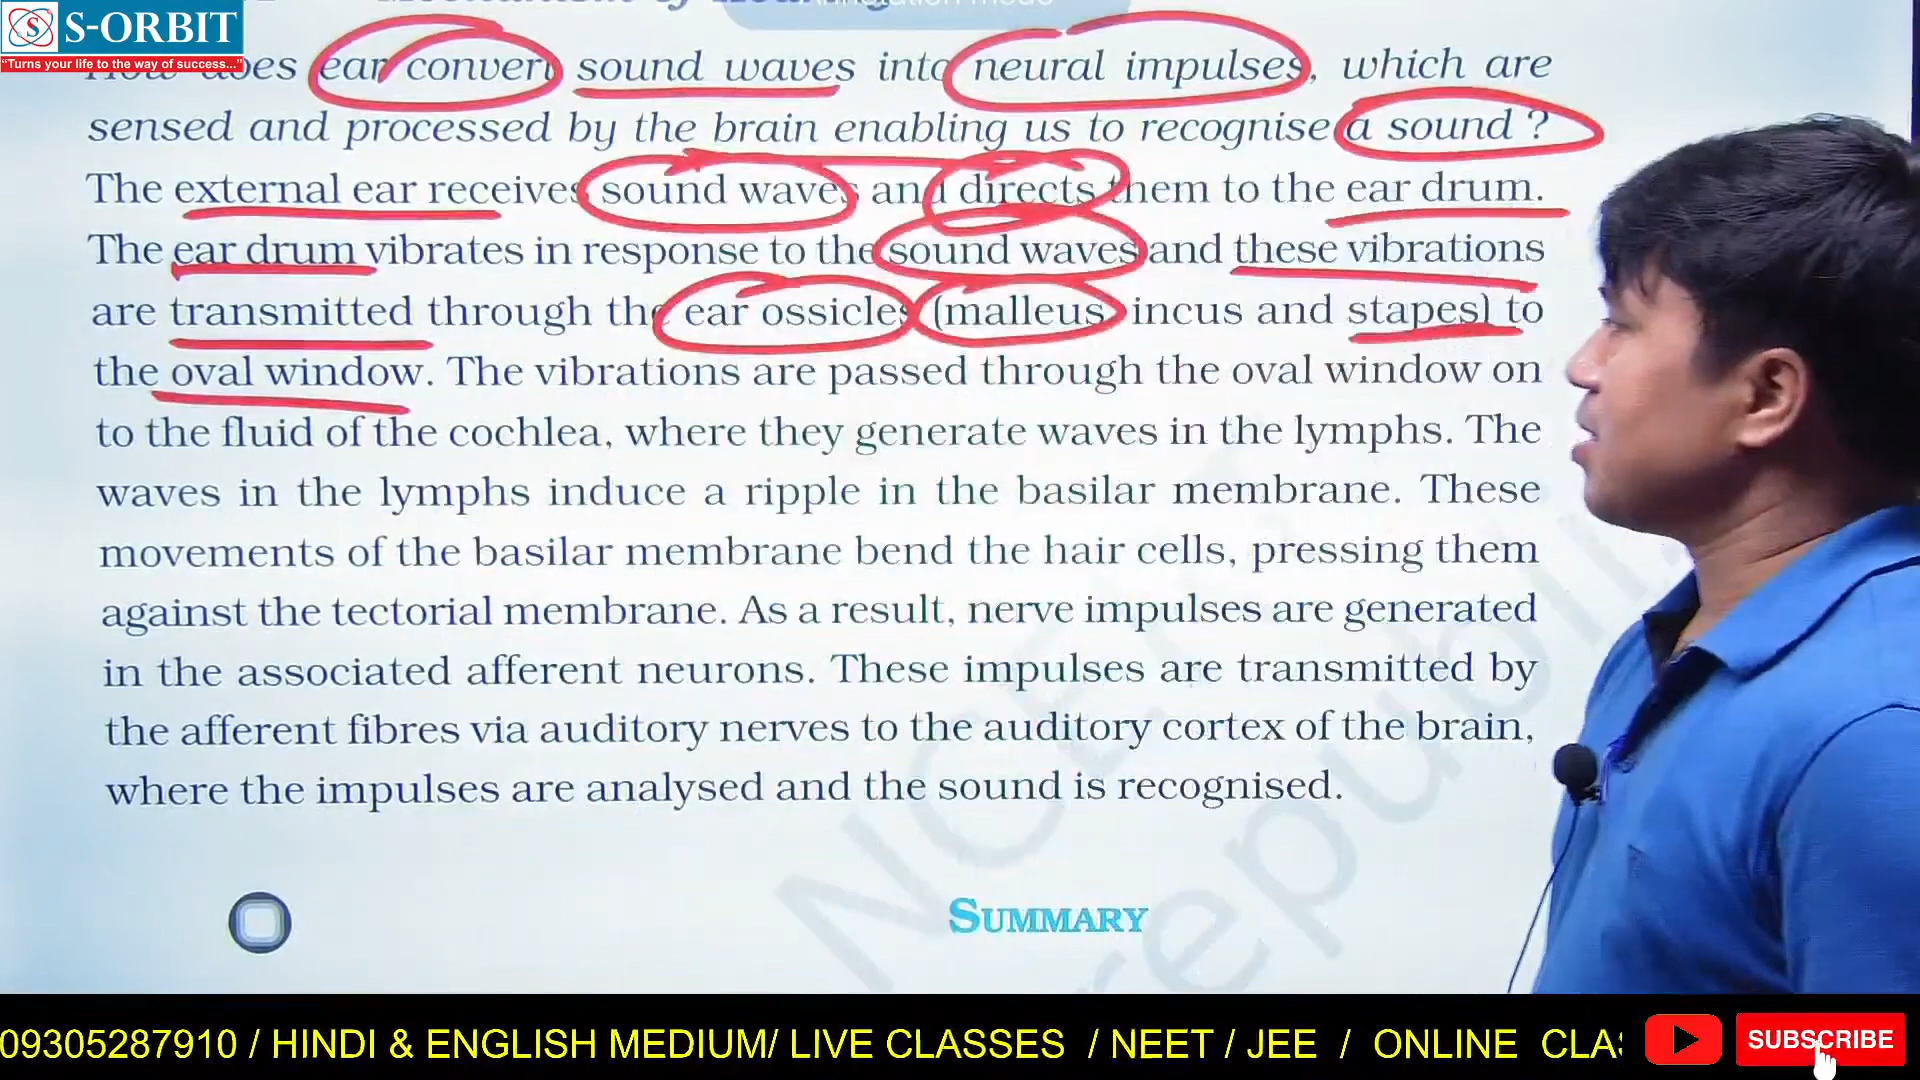 S-ORBIT
“Turns your life to the way of success...”
How does ear convert sound waves into neural impulses, which are
sensed and processed by the brain enabling us to recognise a sound ?
The external ear receives sound waves and directs them to the ear drum.
The ear drum vibrates in response to the sound waves and these vibrations
are transmitted through the ear ossicles (malleus incus and stapes) to
the oval window. The vibrations are passed through the oval window on
to the fluid of the cochlea, where they generate waves in the lymphs. The
waves in the lymphs induce a ripple in the basilar membrane. These
movements of the basilar membrane bend the hair cells, pressing them
against the tectorial membrane. As a result, nerve impulses are generated
in the associated afferent neurons. These impulses are transmitted by
the afferent fibres via auditory nerves to the auditory cortex of the brain,
where the impulses are analysed and the sound is recognised.
NCERT
republi
SUMMARY
09305287910 / HINDI & ENGLISH MEDIUM/ LIVE CLASSES / NEET / JEE / ONLINE CLAS
SUBSCRIBE